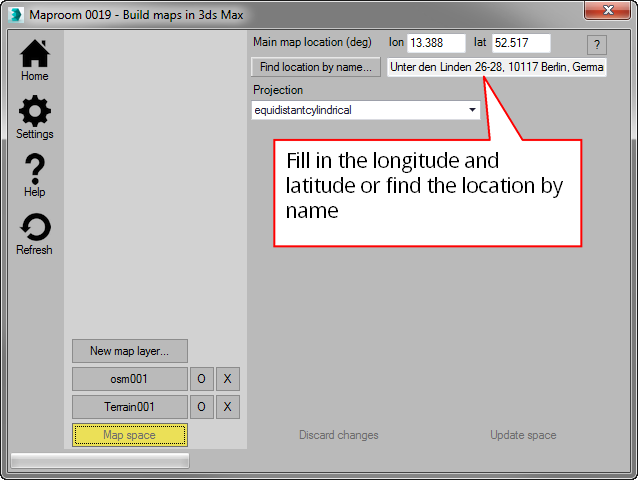 Maproom 0019 - Build maps in 3ds Max
Main map location (deg) lon 13.388 lat 52.517 ?
Home
Find location by name... Unter den Linden 26-28, 10117 Berlin, Germa
Projection
equidistantcylindrical
Settings
Fill in the longitude and
latitude or find the location by
name
Help
Refresh
New map layer...
osm001 O X
Terrain001 O X
Map space
Discard changes Update space